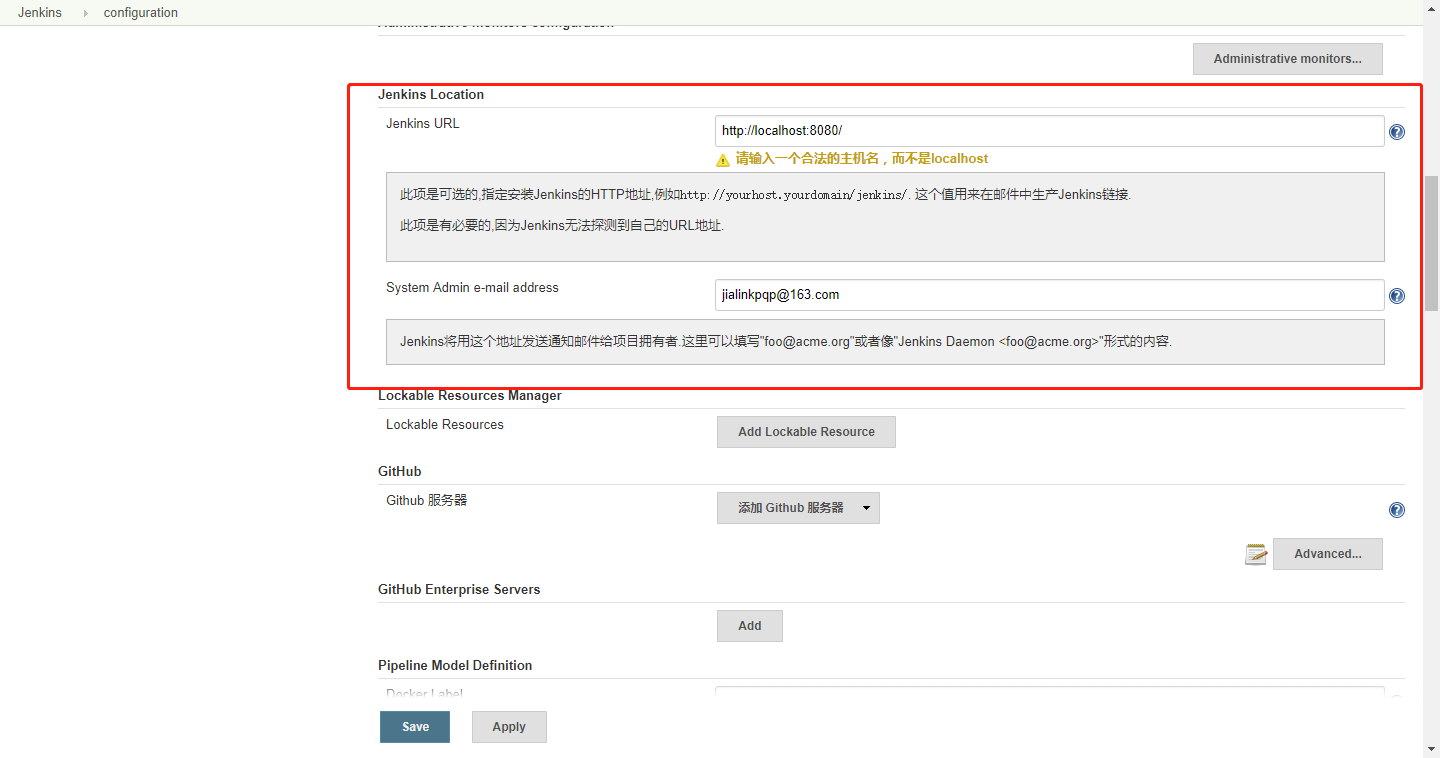 Jenkins
configuration
Administrative monitors configuration
Administrative monitors...
Jenkins Location
Jenkins URL
http://localhost:8080/
请输入一个合法的主机名，而不是localhost
此项是可选的,指定安装Jenkins的HTTP地址,例如http://yourhost.yourdomain/jenkins/. 这个值用来在邮件中生产Jenkins链接.
此项是有必要的,因为Jenkins无法探测到自己的URL地址.
System Admin e-mail address
jialinkpqp@163.com
Jenkins将用这个地址发送通知邮件给项目拥有者.这里可以填写"foo@acme.org"或者像"Jenkins Daemon <foo@acme.org>"形式的内容.
Lockable Resources Manager
Lockable Resources
Add Lockable Resource
GitHub
Github 服务器
添加 Github 服务器
Advanced...
GitHub Enterprise Servers
Add
Pipeline Model Definition
Docker Label
Save
Apply